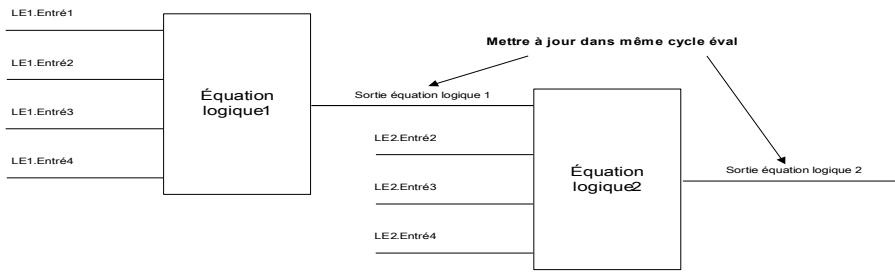 LE1.Entré1
LE1.Entré2
LE1.Entré3
LE1.Entré4
Équation
logique1
Mettre à jour dans même cycle éval
Sortie équation logique 1
LE2.Entré2
LE2.Entré3
LE2.Entré4
Équation
logique2
Sortie équation logique 2